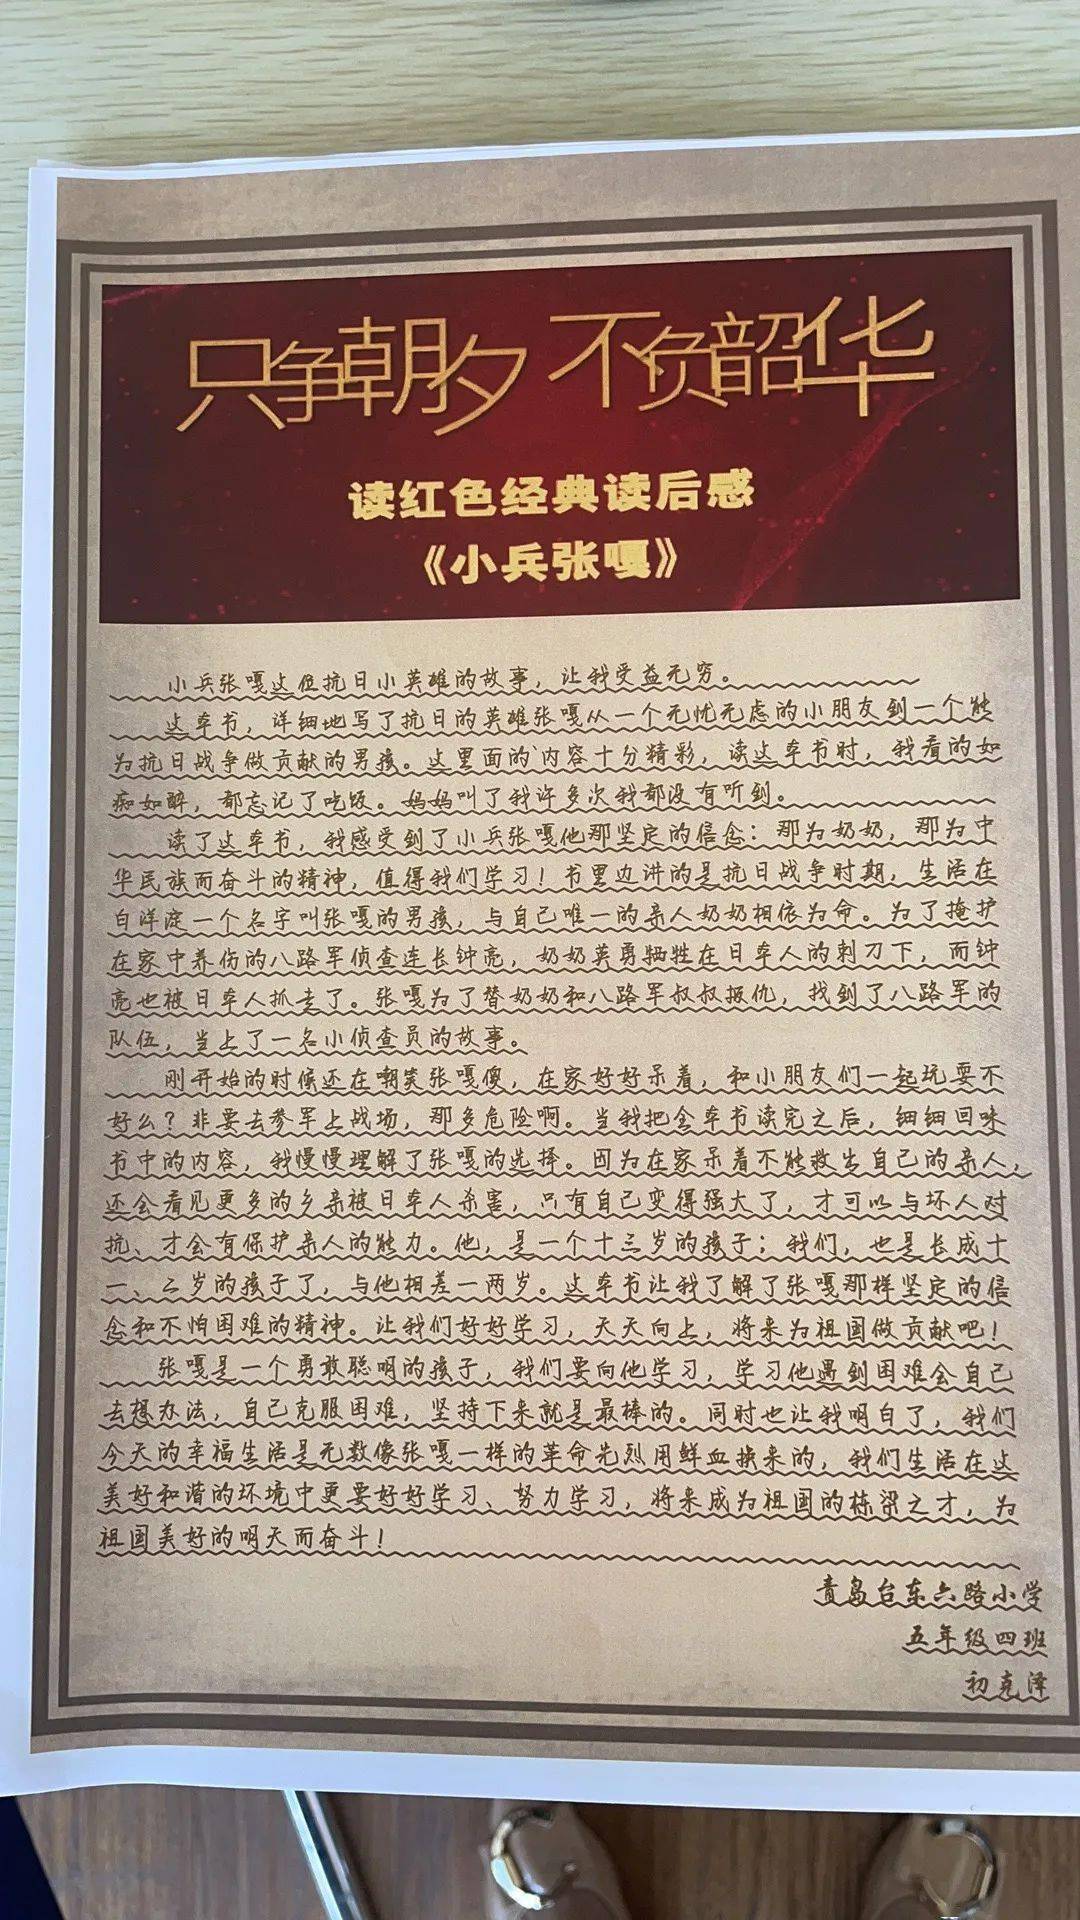 只争朝夕 不负韶华
读红色经典读后感
《小兵张嘎》
小兵张嘎这位抗日小英雄的故事，让我受益无穷。
这本书，详细地写了抗日的英雄张嘎从一个无忧无虑的小朋友到一个能
为抗日战争做贡献的男孩。这里面的内容十分精彩，读这本书时，我看的如
痴如醉，都忘记了吃饭。妈妈叫了我许多次我都没有听到。
读了这本书，我感受到了小兵张嘎他那坚定的信念：那为奶奶，那为中
华民族而奋斗的精神，值得我们学习！书里边讲的是抗日战争时期，生活在
白洋淀一个名字叫张嘎的男孩，与自己唯一的亲人奶奶相依为命。为了掩护
在家中养伤的八路军侦查连长钟亮，奶奶英勇牺牲在日本人的刺刀下，而钟
亮也被日本人抓走了。张嘎为了替奶奶和八路军叔叔报仇，找到了八路军的
队伍，当上了一名小侦查员的故事。
刚开始的时候还在嘲笑张嘎傻，在家好好呆着，和小朋友们一起玩耍不
好么？非要去参军上战场，那多危险啊。当我把全本书读完之后，细细回味
书中的内容，我慢慢理解了张嘎的选择。因为在家呆着不能救出自己的亲人，
还会看见更多的乡亲被日本人杀害，只有自己变得强大了，才可以与坏人对
抗、才会有保护亲人的能力。他，是一个十三岁的孩子；我们，也是长成十
一、二岁的孩子了，与他相差一两岁。这本书让我了解了张嘎那样坚定的信
念和不怕困难的精神。让我们好好学习，天天向上，将来为祖国做贡献吧！
张嘎是一个勇敢聪明的孩子，我们要向他学习，学习他遇到困难会自己
去想办法，自己克服困难，坚持下来就是最棒的。同时也让我明白了，我们
今天的幸福生活是无数像张嘎一样的革命先烈用鲜血换来的，我们生活在这
美好和谐的环境中更要好好学习、努力学习，将来成为祖国的栋梁之才，为
祖国美好的明天而奋斗！
青岛台东六路小学
五年级四班
初克泽